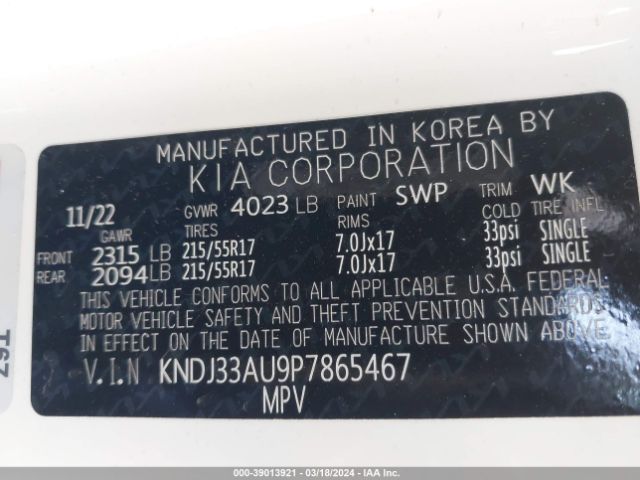 MANUFACTURED IN KOREA BY
KIA CORPORATION
11/22 GVWR 4023 LB PAINT SWP TRIM WK
GAWR TIRES RIMS COLD TIRE INFL
FRONT 2315 LB 215/55R17 7.0Jx17 33psi SINGLE
REAR 2094 LB 215/55R17 7.0Jx17 33psi SINGLE
THIS VEHICLE CONFORMS TO ALL APPLICABLE U.S.A. FEDERAL
MOTOR VEHICLE SAFETY AND THEFT PREVENTION STANDARDS
IN EFFECT ON THE DATE OF MANUFACTURE SHOWN ABOVE.
V.I.N KNDJ33AU9P7865467
MPV
291
000-39013921 - 03/18/2024 - IAA Inc.